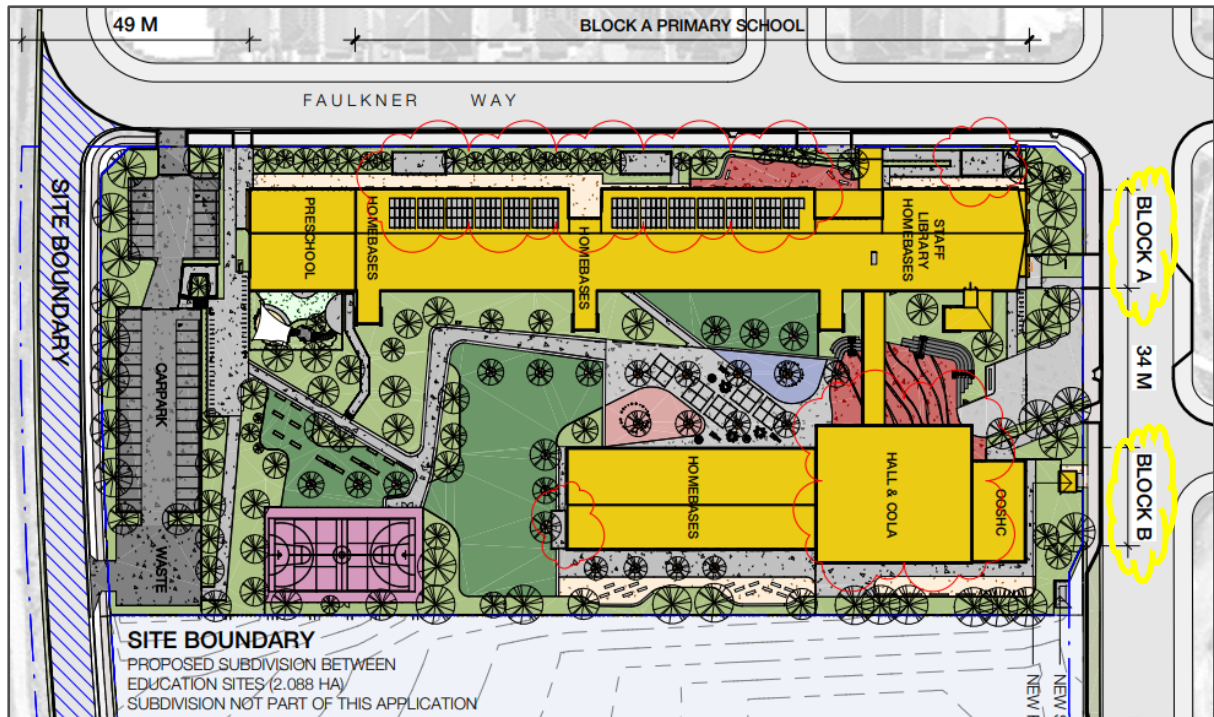 49 M
BLOCK A PRIMARY SCHOOL
FAULKNER WAY
SITE BOUNDARY
PRESCHOOL
HOMEBASES
HOMEBASES
STAFF
LIBRARY
HOMEBASES
BLOCK A
34 M
BLOCK B
CARPARK
WASTE
HOMEBASES
HALL & COLA
OOSHC
SITE BOUNDARY
PROPOSED SUBDIVISION BETWEEN
EDUCATION SITES (2.088 HA)
SUBDIVISION NOT PART OF THIS APPLICATION
NEW
NEW